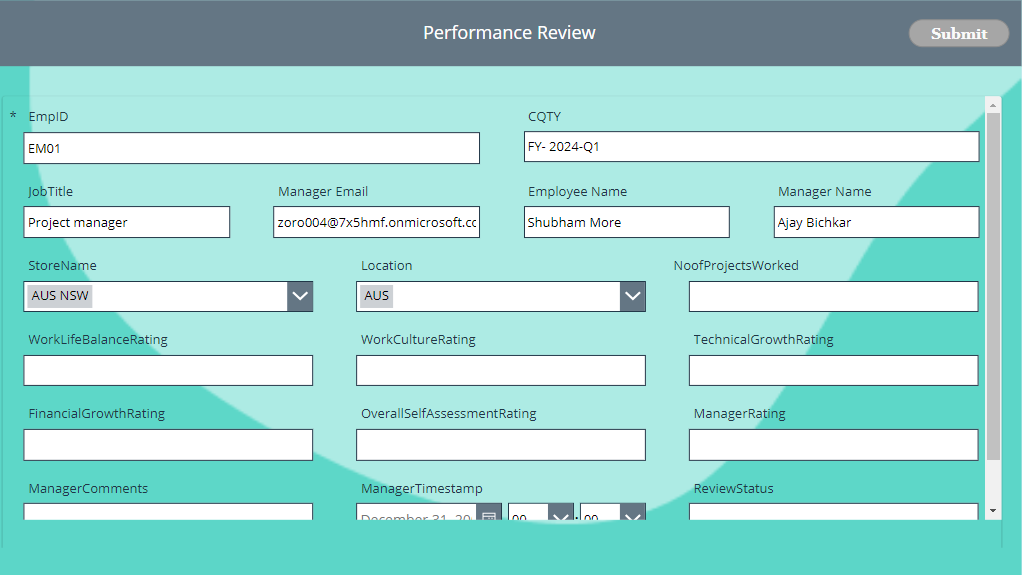 Performance Review
Submit
* EmpID CQTY
EM01 FY- 2024-Q1
JobTitle Manager Email Employee Name Manager Name
Project manager zoro004@7x5hmf.onmicrosoft.cc Shubham More Ajay Bichkar
StoreName Location NoofProjectsWorked
AUS NSW AUS
WorkLifeBalanceRating WorkCultureRating TechnicalGrowthRating
FinancialGrowthRating OverallSelfAssessmentRating ManagerRating
ManagerComments ManagerTimestamp ReviewStatus
December 31, 20 00 : 00